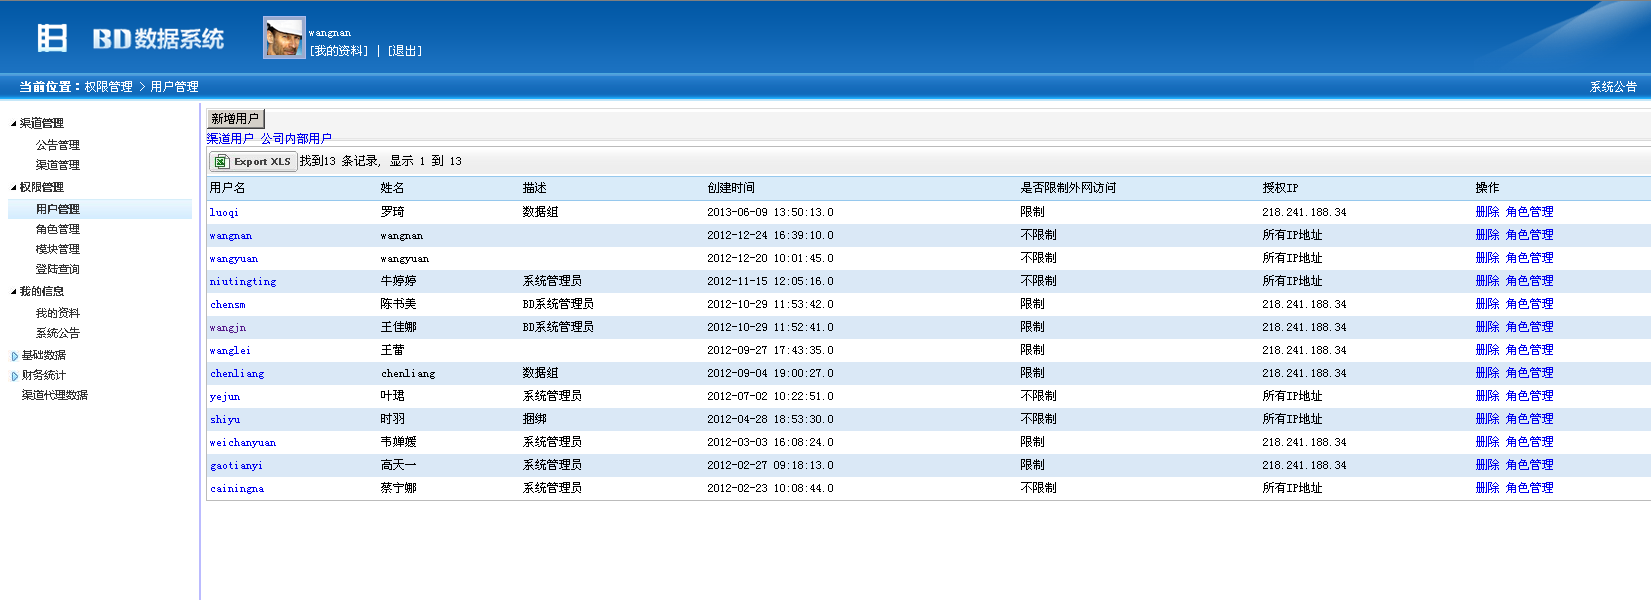 BD数据系统
wangnan
[我的资料] | [退出]
当前位置：权限管理 > 用户管理
系统公告
渠道管理
公告管理
渠道管理
权限管理
用户管理
角色管理
模块管理
登陆查询
我的信息
我的资料
系统公告
基础数据
财务统计
渠道代理数据
新增用户
渠道用户 公司内部用户
Export XLS 找到13 条记录, 显示 1 到 13
用户名 姓名 描述 创建时间 是否限制外网访问 授权IP 操作
luoqi 罗琦 数据组 2013-06-09 13:50:13.0 限制 218.241.188.34 删除 角色管理
wangnan wangnan 2012-12-24 16:39:10.0 不限制 所有IP地址 删除 角色管理
wangyuan wangyuan 2012-12-20 10:01:45.0 不限制 所有IP地址 删除 角色管理
niutingting 牛婷婷 系统管理员 2012-11-15 12:05:16.0 不限制 所有IP地址 删除 角色管理
chensm 陈书美 BD系统管理员 2012-10-29 11:53:42.0 限制 218.241.188.34 删除 角色管理
wangjn 王佳娜 BD系统管理员 2012-10-29 11:52:41.0 限制 218.241.188.34 删除 角色管理
wanglei 王蕾 2012-09-27 17:43:35.0 限制 218.241.188.34 删除 角色管理
chenliang chenliang 数据组 2012-09-04 19:00:27.0 限制 218.241.188.34 删除 角色管理
yejun 叶珺 系统管理员 2012-07-02 10:22:51.0 不限制 所有IP地址 删除 角色管理
shiyu 时羽 捆绑 2012-04-28 18:53:30.0 不限制 所有IP地址 删除 角色管理
weichanyuan 韦婵媛 系统管理员 2012-03-03 16:08:24.0 限制 218.241.188.34 删除 角色管理
gaotianyi 高天一 系统管理员 2012-02-27 09:18:13.0 限制 218.241.188.34 删除 角色管理
cainingna 蔡宁娜 系统管理员 2012-02-23 10:08:44.0 不限制 所有IP地址 删除 角色管理